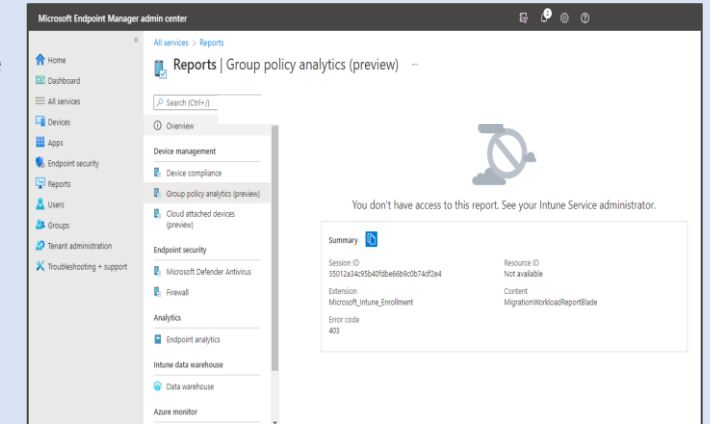 Microsoft Endpoint Manager admin center
«
Home
Dashboard
All services
Devices
Apps
Endpoint security
Reports
Users
Groups
Tenant administration
Troubleshooting + support
All services > Reports
Reports | Group policy analytics (preview) ...
Search (Ctrl+/)
Overview
Device management
Device compliance
Group policy analytics (preview)
Cloud attached devices
(preview)
Endpoint security
Microsoft Defender Antivirus
Firewall
Analytics
Endpoint analytics
Intune data warehouse
Data warehouse
Azure monitor
You don't have access to this report. See your Intune Service administrator.
Summary
Session ID
35012a34c95b40fdbe66b9c0b74df2e4
Resource ID
Not available
Extension
Microsoft_Intune_Enrollment
Content
MigrationWorkloadReportBlade
Error code
403